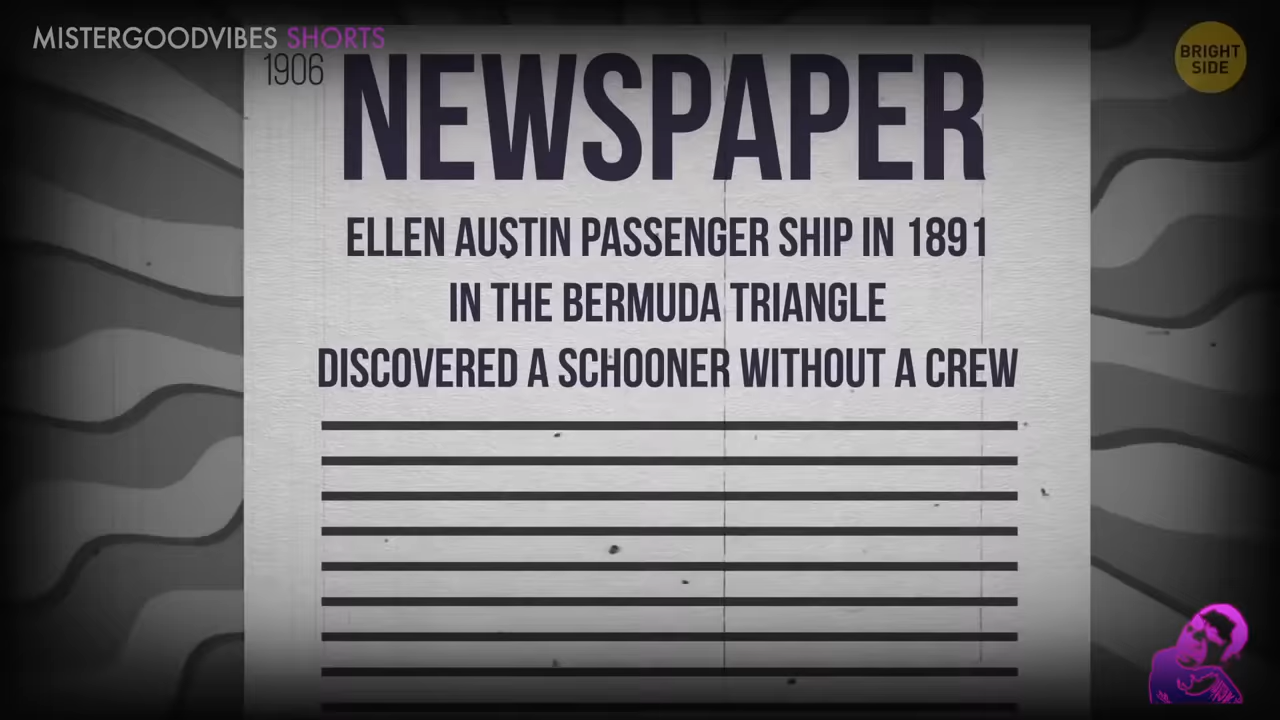 MISTERGOODVIBES SHORTS
BRIGHT
SIDE
1906
NEWSPAPER
ELLEN AUSTIN PASSENGER SHIP IN 1891
IN THE BERMUDA TRIANGLE
DISCOVERED A SCHOONER WITHOUT A CREW